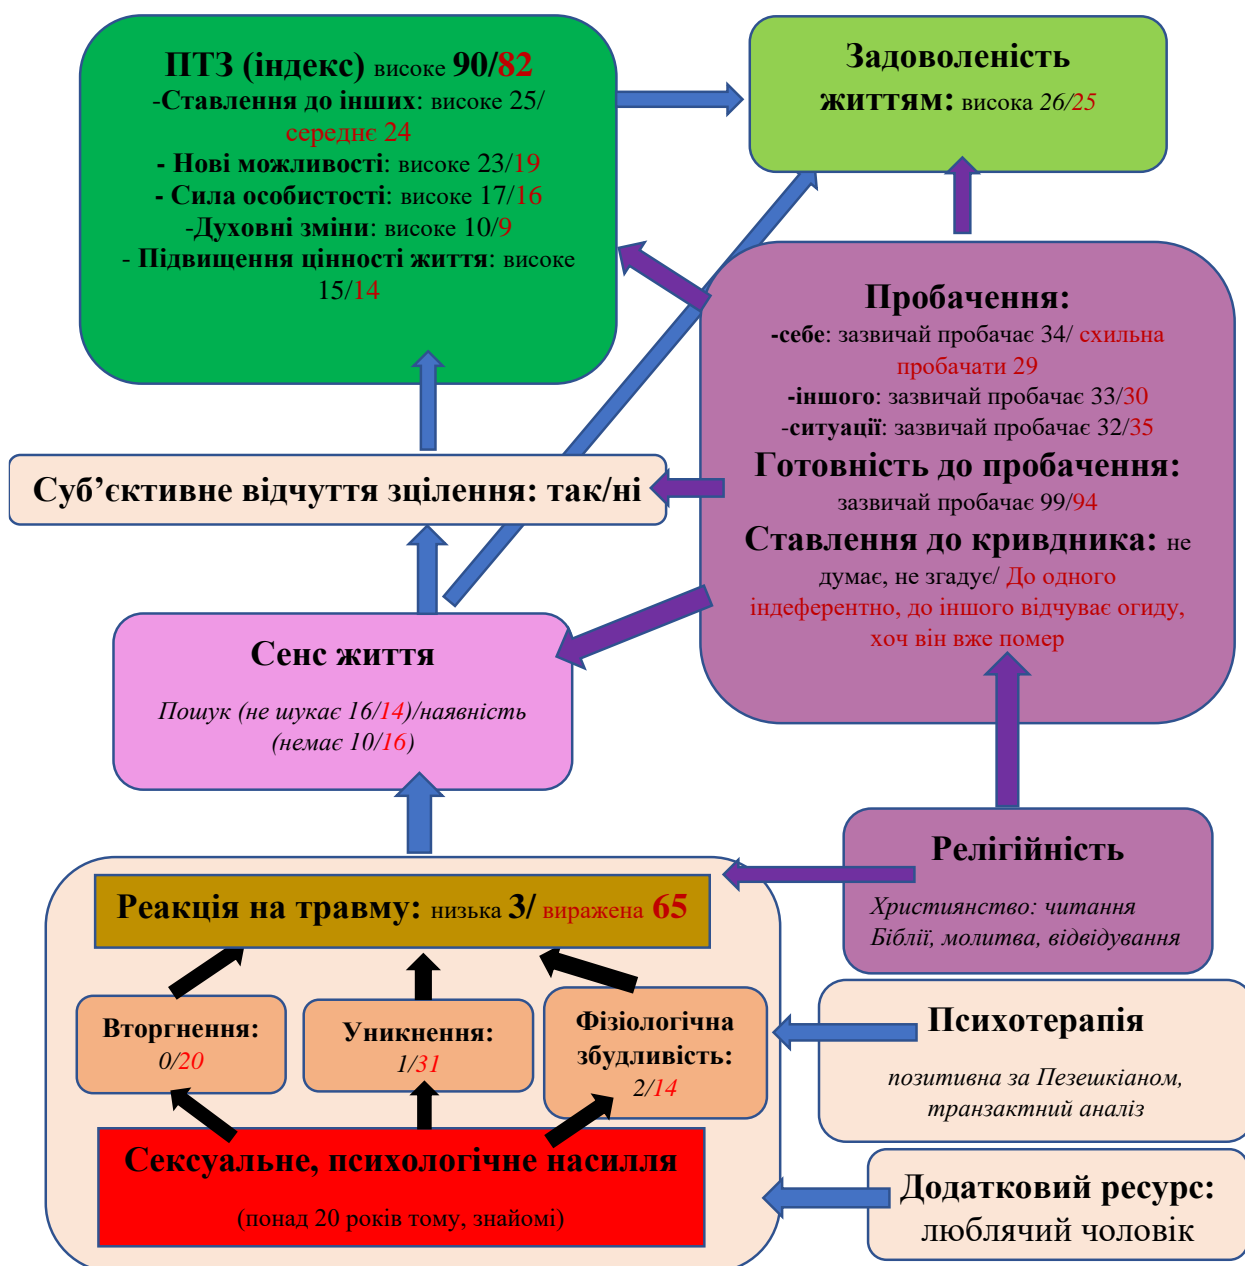 ПТЗ (індекс) високе 90/82
-Ставлення до інших: високе 25/
середнє 24
- Нові можливості: високе 23/19
- Сила особистості: високе 17/16
-Духовні зміни: високе 10/9
- Підвищення цінності життя: високе
15/14
Задоволеність
життям: висока 26/25
Пробачення:
-себе: зазвичай пробачає 34/ схильна
пробачати 29
-іншого: зазвичай пробачає 33/30
-ситуації: зазвичай пробачає 32/35
Готовність до пробачення:
зазвичай пробачає 99/94
Ставлення до кривдника: не
думає, не згадує/ До одного
індеферентно, до іншого відчуває огиду,
хоч він вже помер
Суб’єктивне відчуття зцілення: так/ні
Сенс життя
Пошук (не шукає 16/14)/наявність
(немає 10/16)
Релігійність
Християнство: читання
Біблії, молитва, відвідування
Реакція на травму: низька 3/ виражена 65
Вторгнення:
0/20
Уникнення:
1/31
Фізіологічна
збудливість:
2/14
Психотерапія
позитивна за Пезешкіаном,
транзактний аналіз
Сексуальне, психологічне насилля
(понад 20 років тому, знайомі)
Додатковий ресурс:
люблячий чоловік